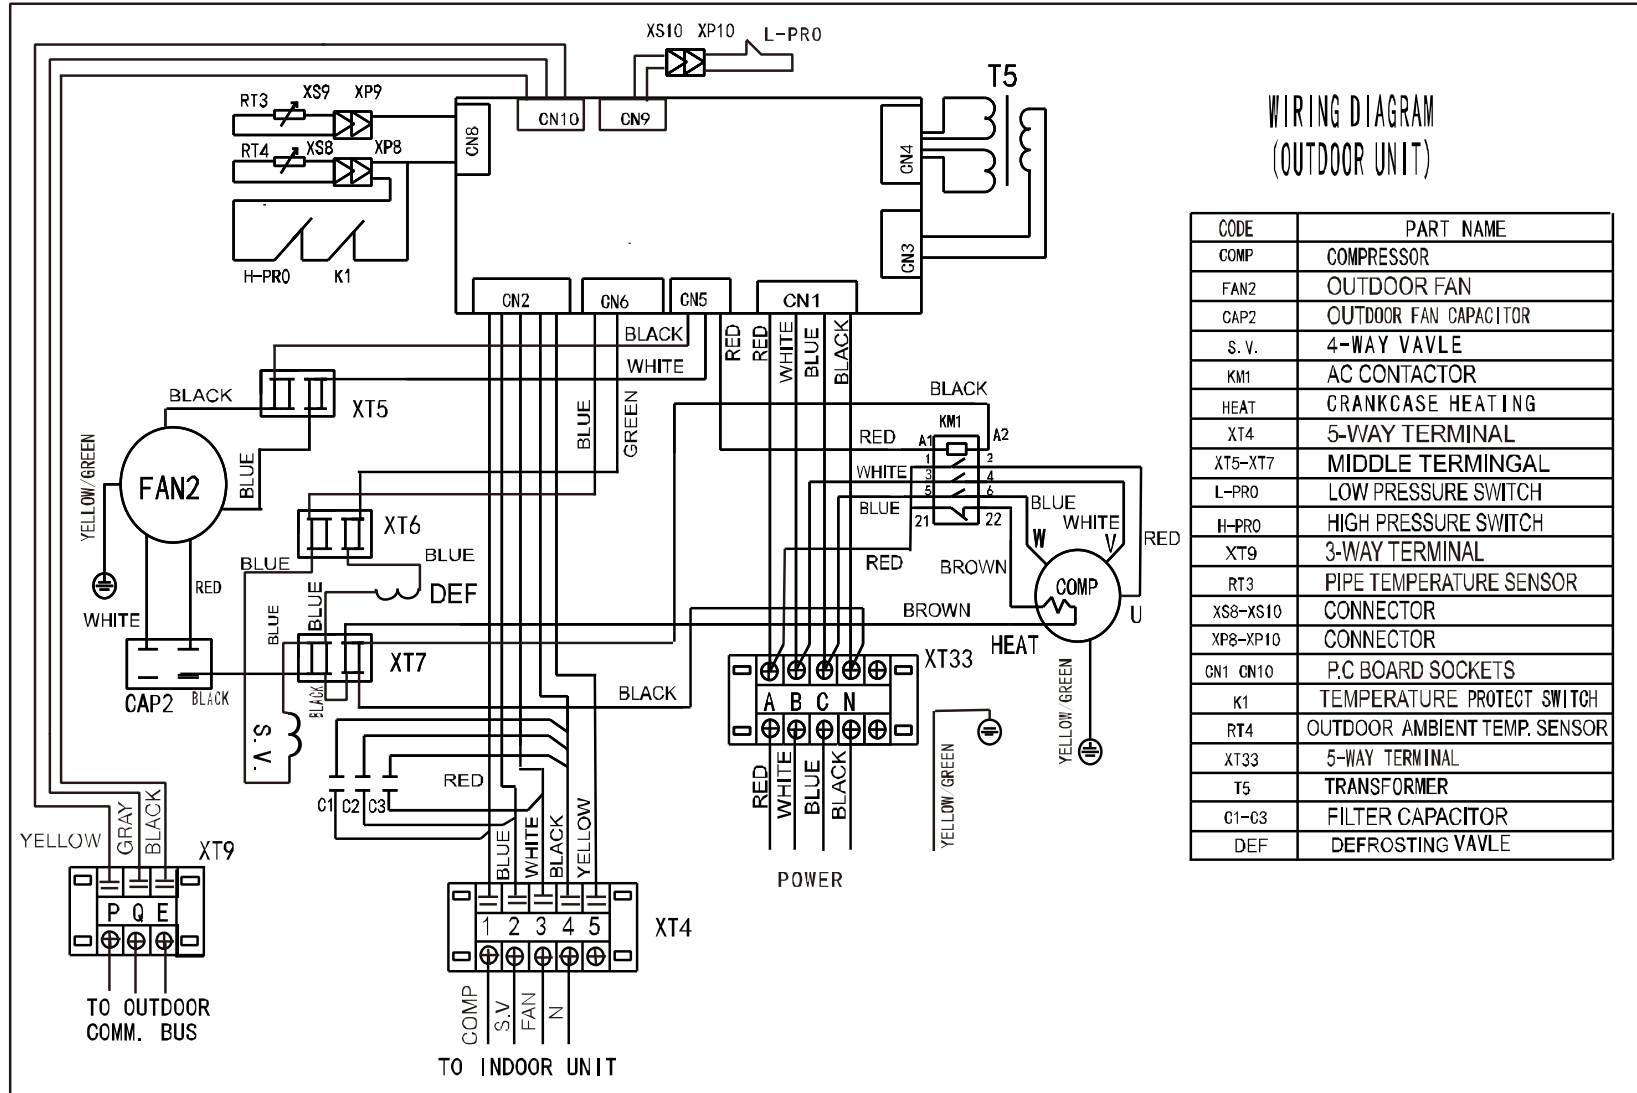 XS10 XP10 L-PRO
T5
RT3 XS9 XP9
RT4 XS8 XP8
CN8
CN10
CN9
CN4
CN3
H-PRO K1
CN2
CN6
CN5
CN1
BLACK
WHITE
RED
RED
WHITE
BLUE
BLACK
BLACK
XT5
BLUE
GREEN
YELLOW/GREEN
FAN2
BLUE
XT6
BLUE
BLUE
WHITE
RED
DEF
BLUE
BLUE
XT7
CAP2
BLACK
BLACK
S. V.
BLACK
KM1
RED
A1
A2
WHITE
BLUE
1
3
5
21
2
4
6
22
BLUE
WHITE
W
V
RED
RED
BROWN
COMP
U
BROWN
HEAT
XT33
BLACK
A B C N
YELLOW/GREEN
YELLOW/GREEN
RED
WHITE
BLUE
BLACK
POWER
C1 C2 C3
RED
BLUE
WHITE
BLACK
YELLOW
YELLOW
GRAY
BLACK
XT9
P Q E
TO OUTDOOR
COMM. BUS
1 2 3 4 5
XT4
COMP
S.V
FAN
N
TO INDOOR UNIT
WIRING DIAGRAM
(OUTDOOR UNIT)
CODE PART NAME
COMP COMPRESSOR
FAN2 OUTDOOR FAN
CAP2 OUTDOOR FAN CAPACITOR
S. V. 4-WAY VAVLE
KM1 AC CONTACTOR
HEAT CRANKCASE HEATING
XT4 5-WAY TERMINAL
XT5-XT7 MIDDLE TERMINGAL
L-PRO LOW PRESSURE SWITCH
H-PRO HIGH PRESSURE SWITCH
XT9 3-WAY TERMINAL
RT3 PIPE TEMPERATURE SENSOR
XS8-XS10 CONNECTOR
XP8-XP10 CONNECTOR
CN1 CN10 P.C BOARD SOCKETS
K1 TEMPERATURE PROTECT SWITCH
RT4 OUTDOOR AMBIENT TEMP. SENSOR
XT33 5-WAY TERMINAL
T5 TRANSFORMER
C1-C3 FILTER CAPACITOR
DEF DEFROSTING VAVLE